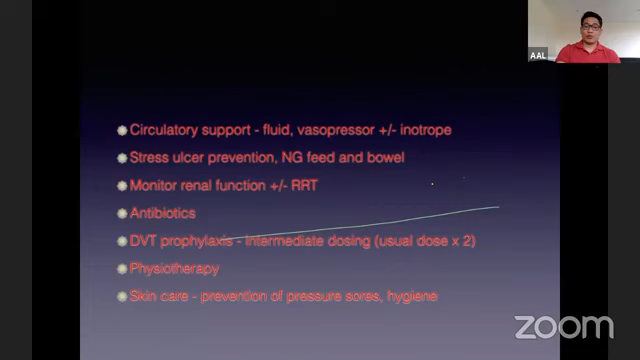 AAL
Circulatory support - fluid, vasopressor +/- inotrope
Stress ulcer prevention, NG feed and bowel
Monitor renal function +/- RRT
Antibiotics
DVT prophylaxis - intermediate dosing (usual dose x 2)
Physiotherapy
Skin care - prevention of pressure sores, hygiene
zoom